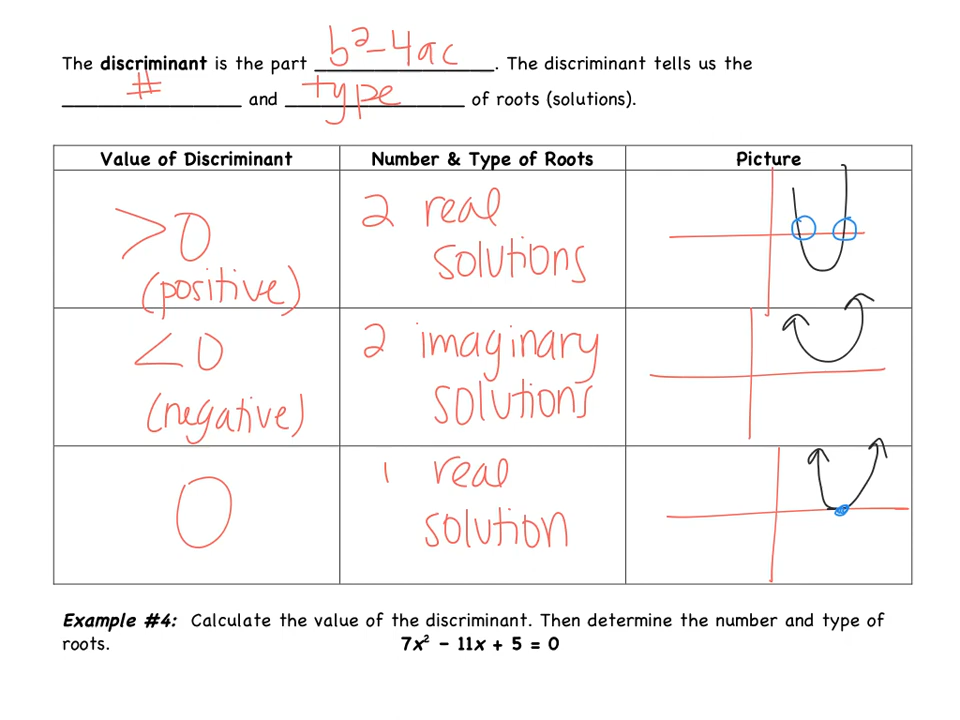 The discriminant is the part b²-4ac. The discriminant tells us the
# and type of roots (solutions).
Value of Discriminant Number & Type of Roots Picture
>0 (positive) 2 real solutions
<0 (negative) 2 imaginary solutions
0 1 real solution
Example #4: Calculate the value of the discriminant. Then determine the number and type of
roots. 7x² - 11x + 5 = 0